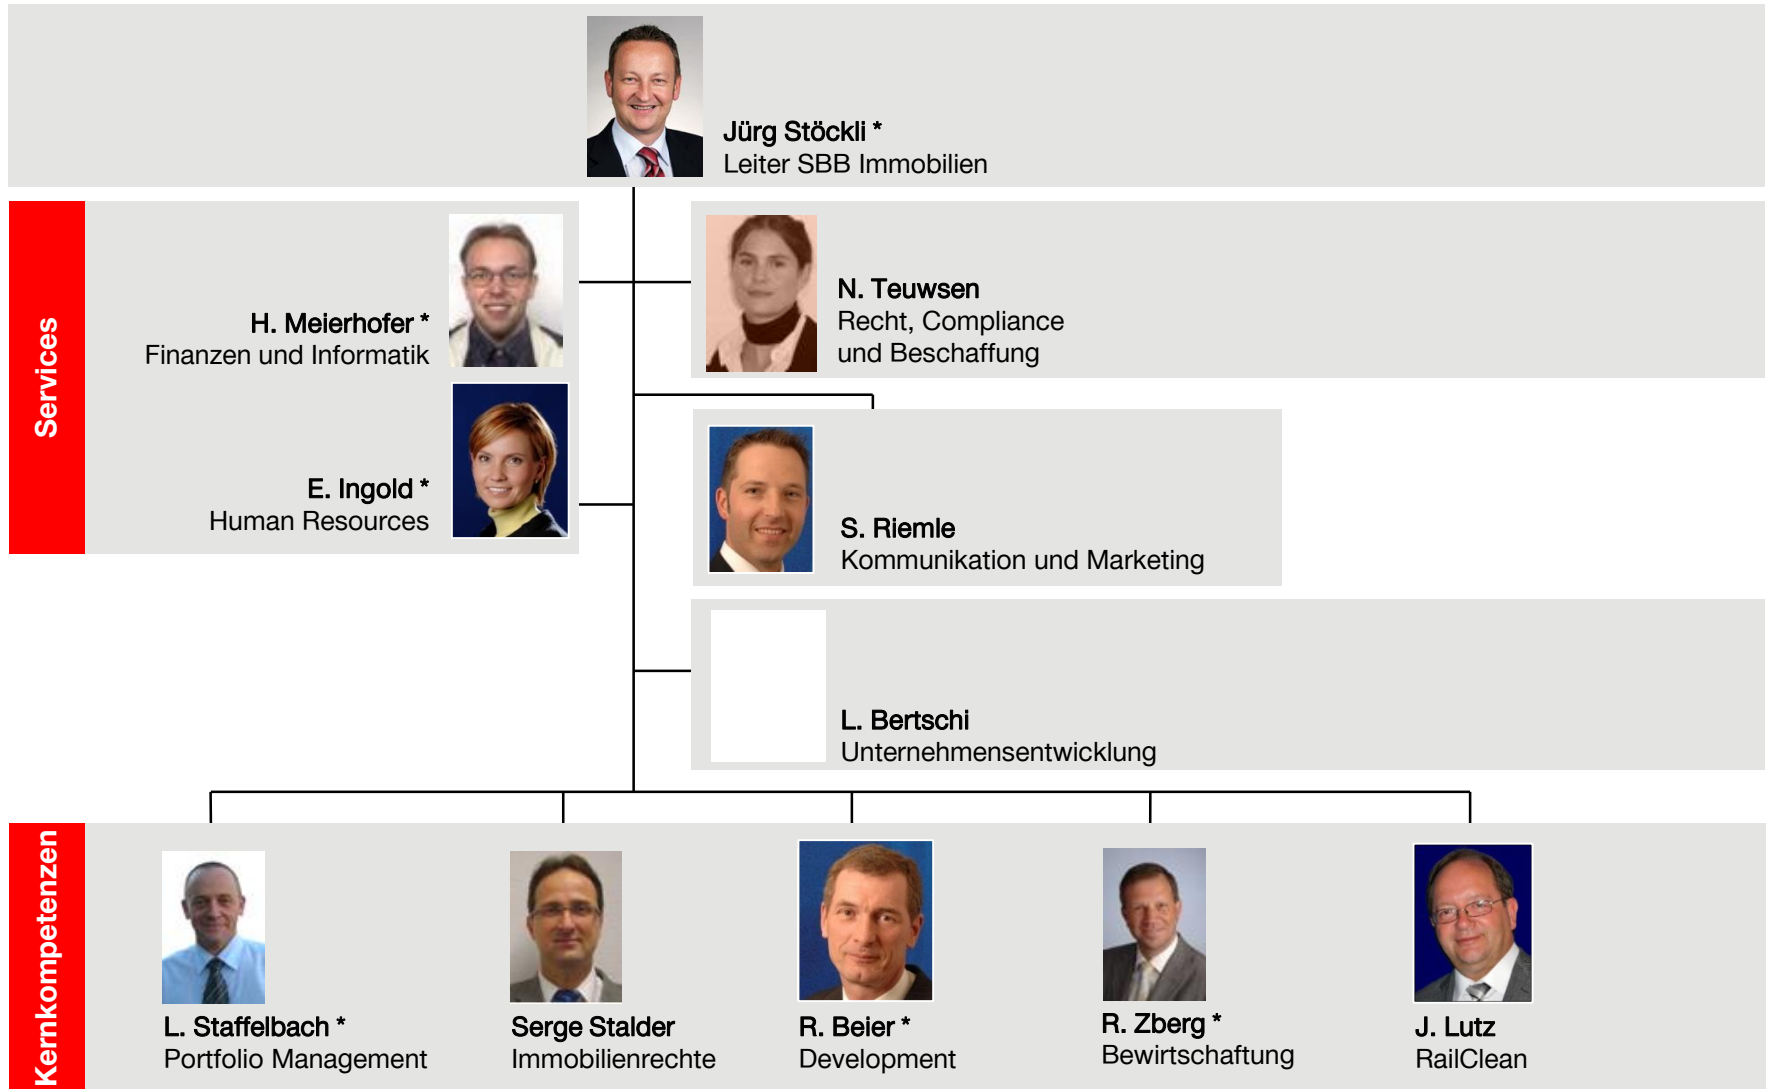 Jürg Stöckli *
Leiter SBB Immobilien
Services
H. Meierhofer *
Finanzen und Informatik
N. Teuwsen
Recht, Compliance
und Beschaffung
E. Ingold *
Human Resources
S. Riemle
Kommunikation und Marketing
L. Bertschi
Unternehmensentwicklung
Kernkompetenzen
L. Staffelbach *
Portfolio Management
Serge Stalder
Immobilienrechte
R. Beier *
Development
R. Zberg *
Bewirtschaftung
J. Lutz
RailClean